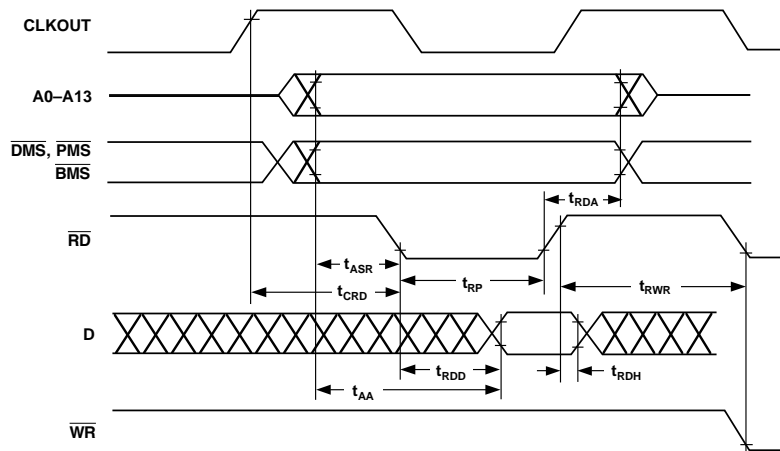 CLKOUT
A0–A13
DMS, PMS
BMS
tRDA
RD
tASR
tRP
tCRD
tRWR
D
tRDD
tRDH
tAA
WR